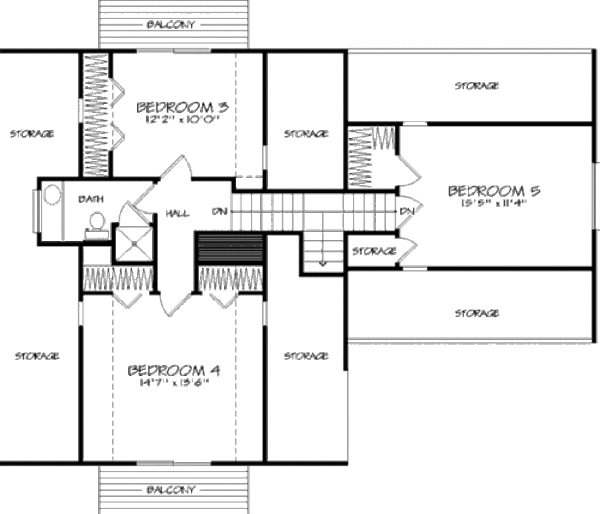 BALCONY
STORAGE
BEDROOM 3
12'2" x 10'0"
STORAGE
STORAGE
BATH
HALL
DN
DN
BEDROOM 5
15'5" x 11'4"
STORAGE
STORAGE
STORAGE
BEDROOM 4
14'7" x 15'6"
STORAGE
BALCONY